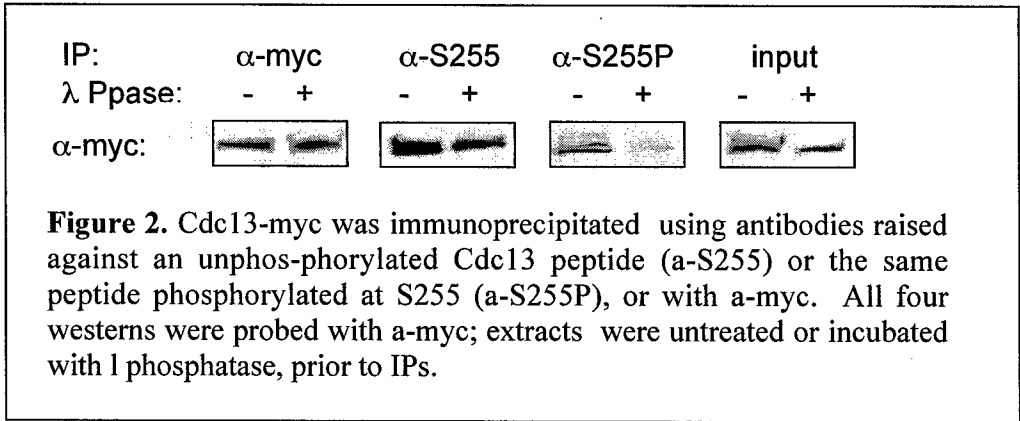 IP: α-myc α-S255 α-S255P input
λ Ppase: - + - + - + - +
α-myc:
Figure 2. Cdc13-myc was immunoprecipitated using antibodies raised
against an unphos-phorylated Cdc13 peptide (a-S255) or the same
peptide phosphorylated at S255 (a-S255P), or with a-myc. All four
westerns were probed with a-myc; extracts were untreated or incubated
with l phosphatase, prior to IPs.